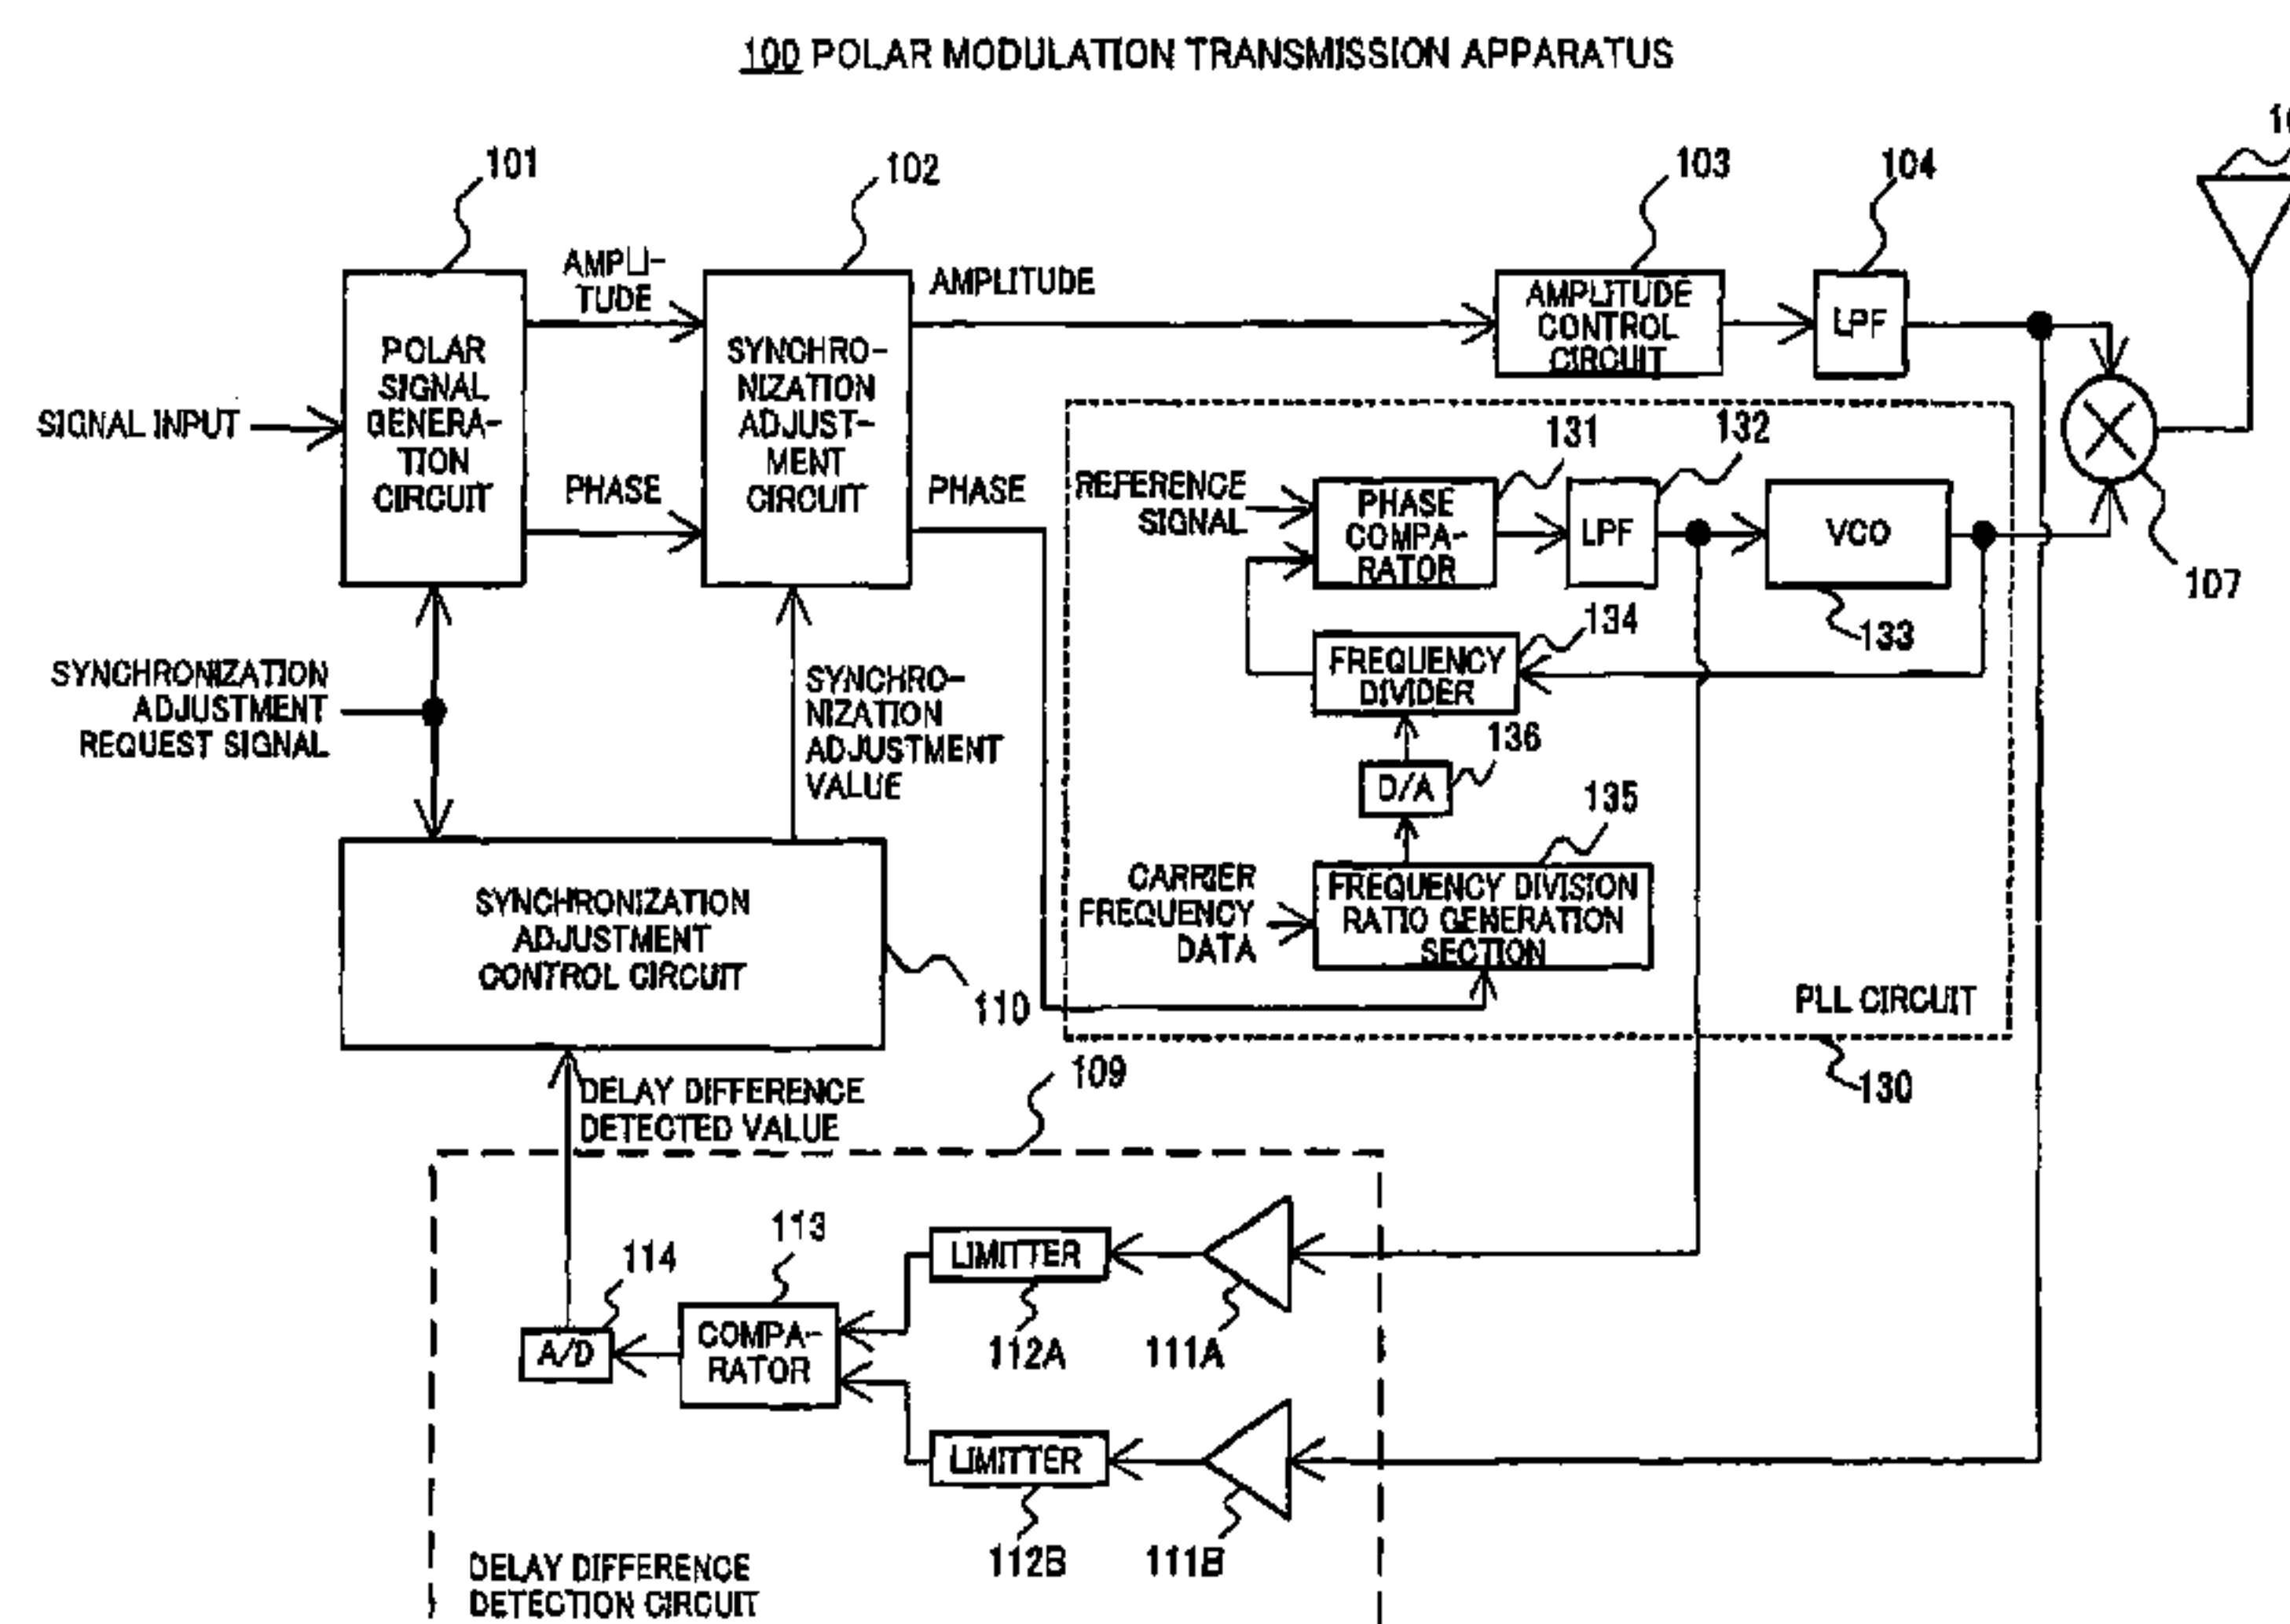 100 POLAR MODULATION TRANSMISSION APPARATUS
101
102
103
104
AMPLI-
TUDE
AMPLITUDE
POLAR
SIGNAL
GENERA-
TION
CIRCUIT
SYNCHRO-
NIZATION
ADJUST-
MENT
CIRCUIT
AMPLITUDE
CONTROL
CIRCUIT
LPF
SIGNAL INPUT
PHASE
PHASE
131
132
REFERENCE
SIGNAL
PHASE
COMPA-
RATOR
LPF
VCO
107
133
134
FREQUENCY
DIVIDER
136
D/A
135
CARRIER
FREQUENCY
DATA
FREQUENCY DIVISION
RATIO GENERATION
SECTION
PLL CIRCUIT
130
SYNCHRONIZATION
ADJUSTMENT
REQUEST SIGNAL
SYNCHRO-
NIZATION
ADJUSTMENT
VALUE
SYNCHRONIZATION
ADJUSTMENT
CONTROL CIRCUIT
110
DELAY DIFFERENCE
DETECTED VALUE
109
113
114
LIMITTER
A/D
COMPA-
RATOR
112A
111A
LIMITTER
112B
111B
DELAY DIFFERENCE
DETECTION CIRCUIT